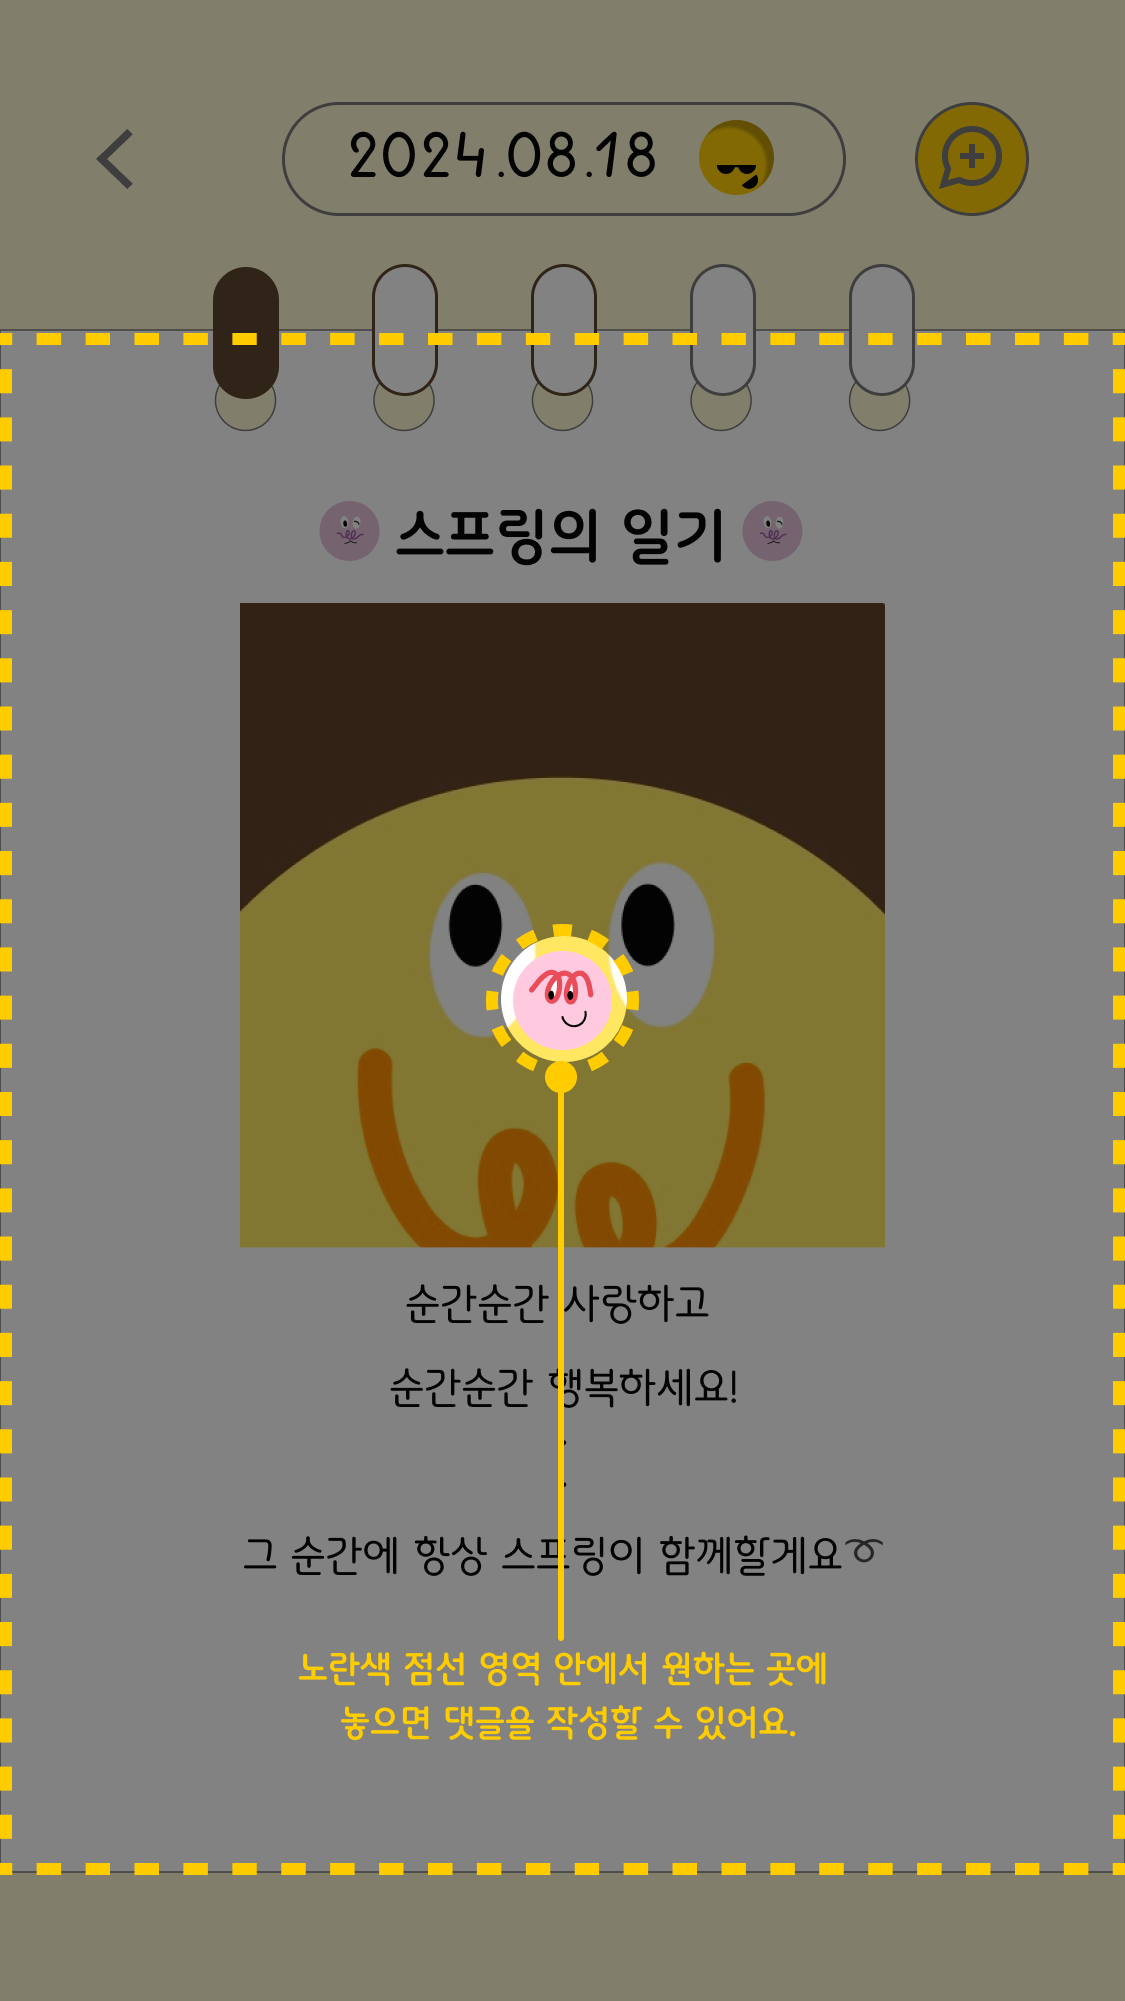 2024.08.18
스프링의 일기
순간순간 사랑하고
순간순간 행복하세요!
.
.
그 순간에 항상 스프링이 함께할게요➰
노란색 점선 영역 안에서 원하는 곳에
놓으면 댓글을 작성할 수 있어요.